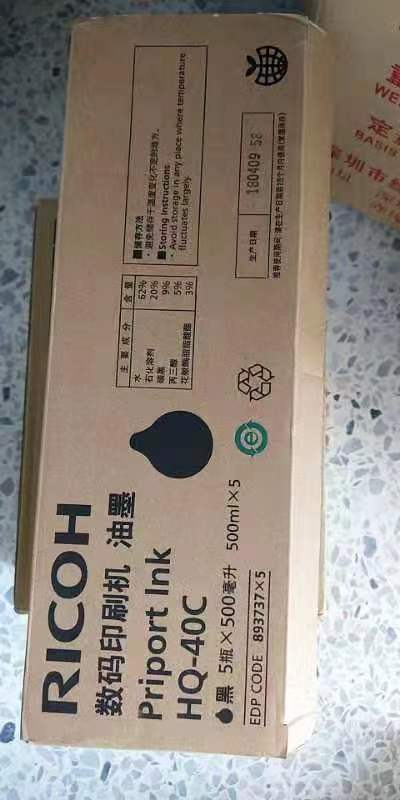 RICOH
数码印刷机 油墨
Priport Ink
HQ-40C
黑 5瓶×500毫升 500ml×5
EDP CODE 893737×5
主要成分 含量
水 62%
石化溶剂 20%
碳黑 9%
丙三醇 5%
3%
■储存方法
· 避免储存于温度变化不定的地方。
■Storing Instructions
· Avoid storage in any place where temperature
fluctuates largely.
生产日期 180409 58